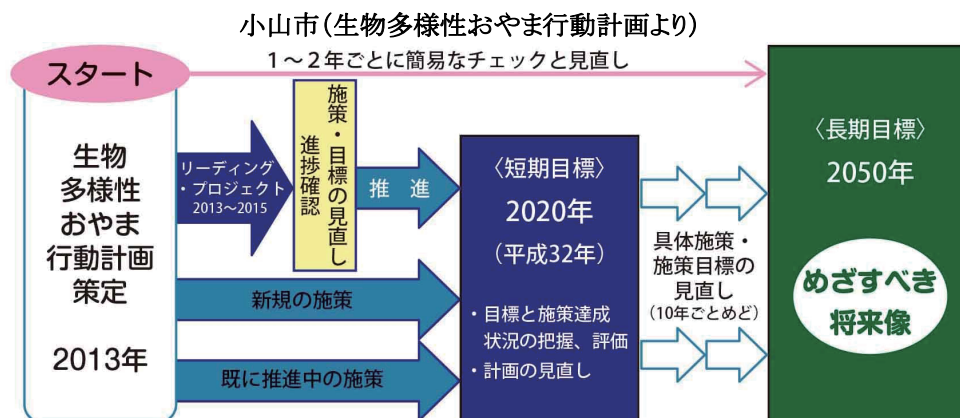 小山市（生物多様性おやま行動計画より）
１～２年ごとに簡易なチェックと見直し
スタート
生物
多様性
おやま
行動計画
策定
2013年
リーディング
・プロジェクト
2013～2015
施策・目標の見直し
進捗確認
推　進
新規の施策
既に推進中の施策
〈短期目標〉
2020年
（平成32年）
・目標と施策達成
状況の把握、評価
・計画の見直し
具体施策・
施策目標の
見直し
（10年ごとめど）
〈長期目標〉
2050年
めざすべき
将来像